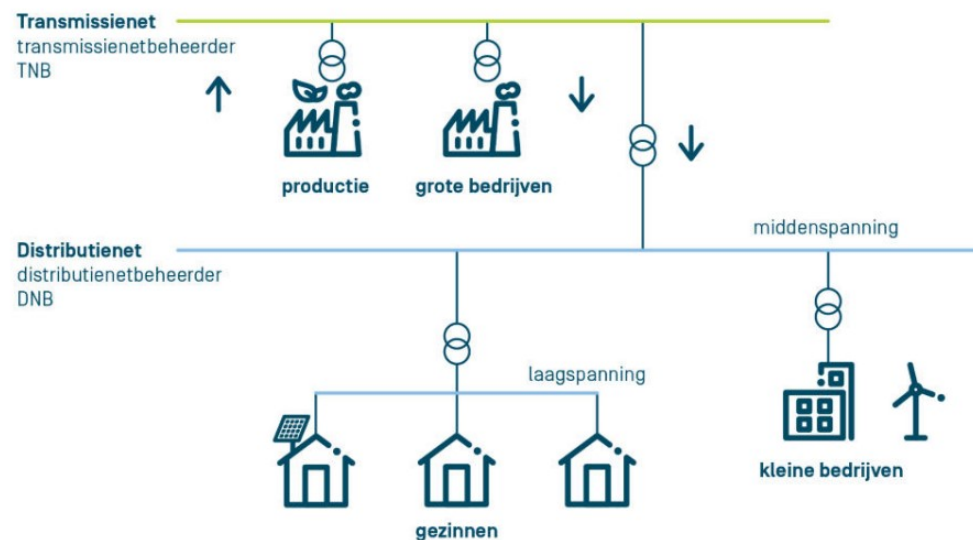 Transmissienet
transmissienetbeheerder
TNB
productie
grote bedrijven
middenspanning
Distributienet
distributienetbeheerder
DNB
laagspanning
kleine bedrijven
gezinnen